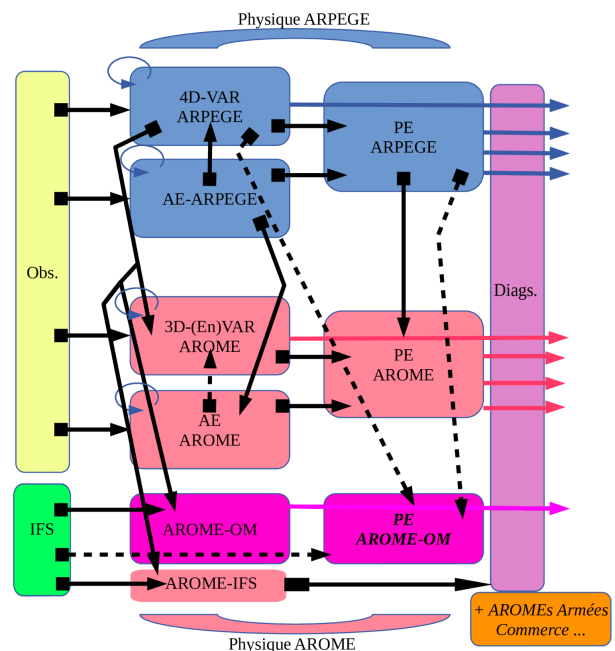 Physique ARPEGE
4D-VAR
ARPEGE
PE
ARPEGE
AE-ARPEGE
Obs.
Diags.
3D-(En)VAR
AROME
PE
AROME
AE
AROME
IFS
AROME-OM
PE
AROME-OM
AROME-IFS
+ AROMEs Armées
Commerce ...
Physique AROME